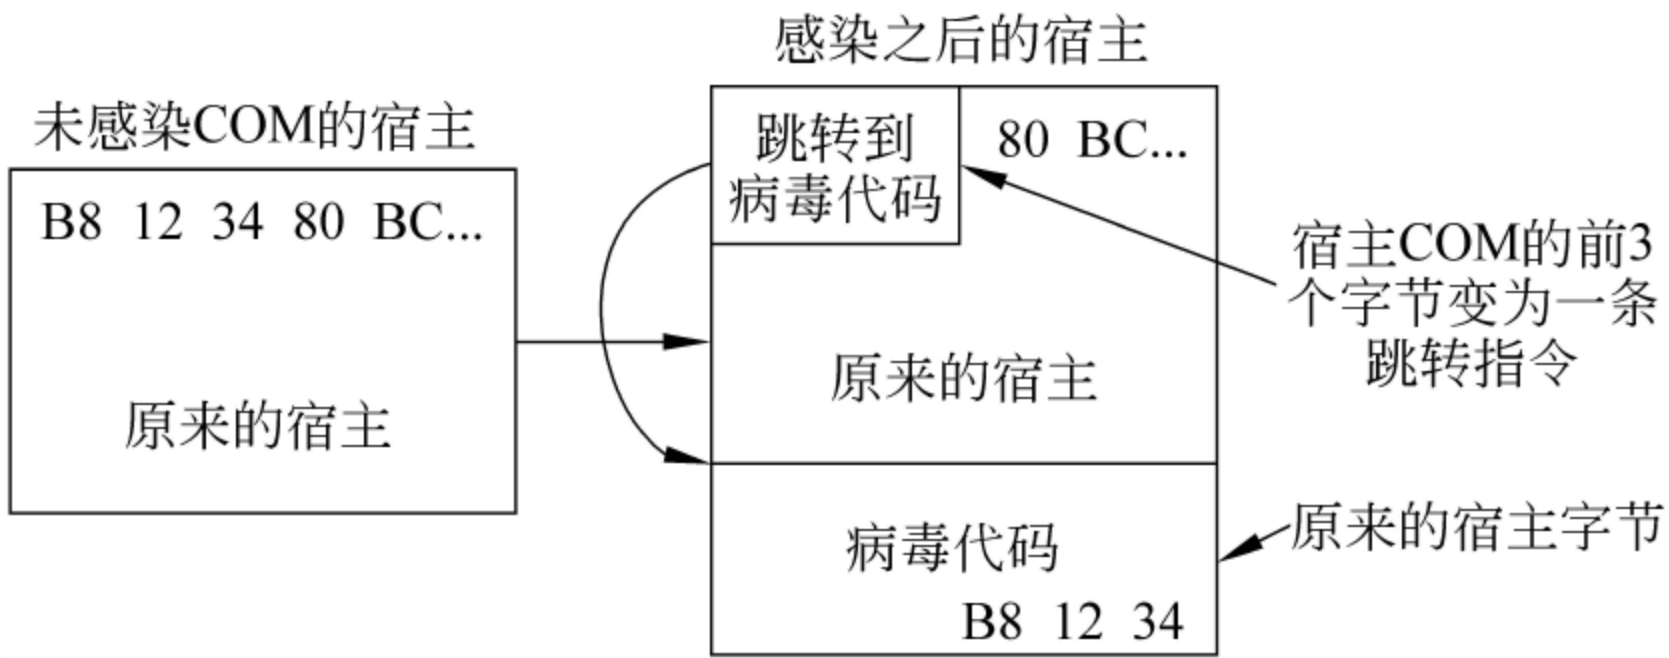 未感染COM的宿主
B8 12 34 80 BC...
原来的宿主
感染之后的宿主
跳转到
病毒代码
80 BC...
原来的宿主
病毒代码
B8 12 34
宿主COM的前3
个字节变为一条
跳转指令
原来的宿主字节